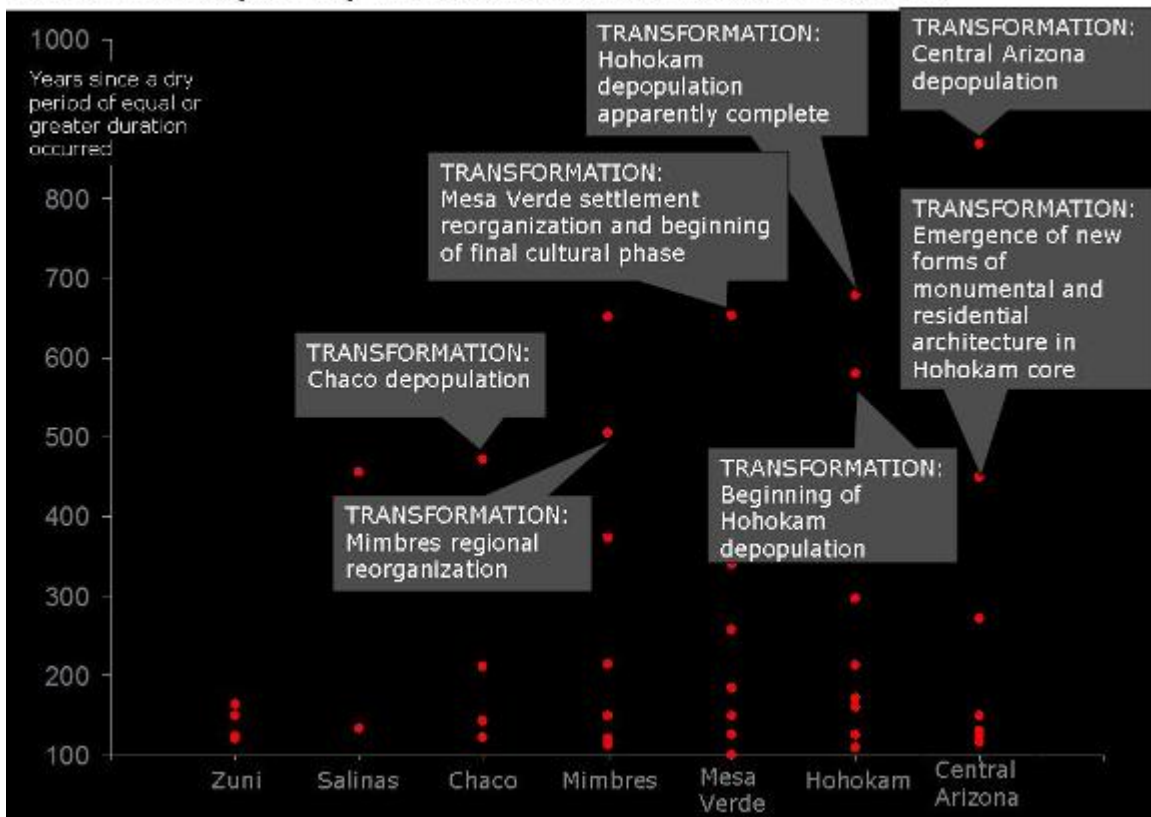 1000
Years since a dry
period of equal or
greater duration
occurred
800
700
600
500
400
300
200
100
TRANSFORMATION:
Hohokam
depopulation
apparently complete
TRANSFORMATION:
Central Arizona
depopulation
TRANSFORMATION:
Mesa Verde settlement
reorganization and beginning
of final cultural phase
TRANSFORMATION:
Emergence of new
forms of
monumental and
residential
architecture in
Hohokam core
TRANSFORMATION:
Chaco depopulation
TRANSFORMATION:
Mimbres regional
reorganization
TRANSFORMATION:
Beginning of
Hohokam
depopulation
Zuni
Salinas
Chaco
Mimbres
Mesa
Verde
Hohokam
Central
Arizona